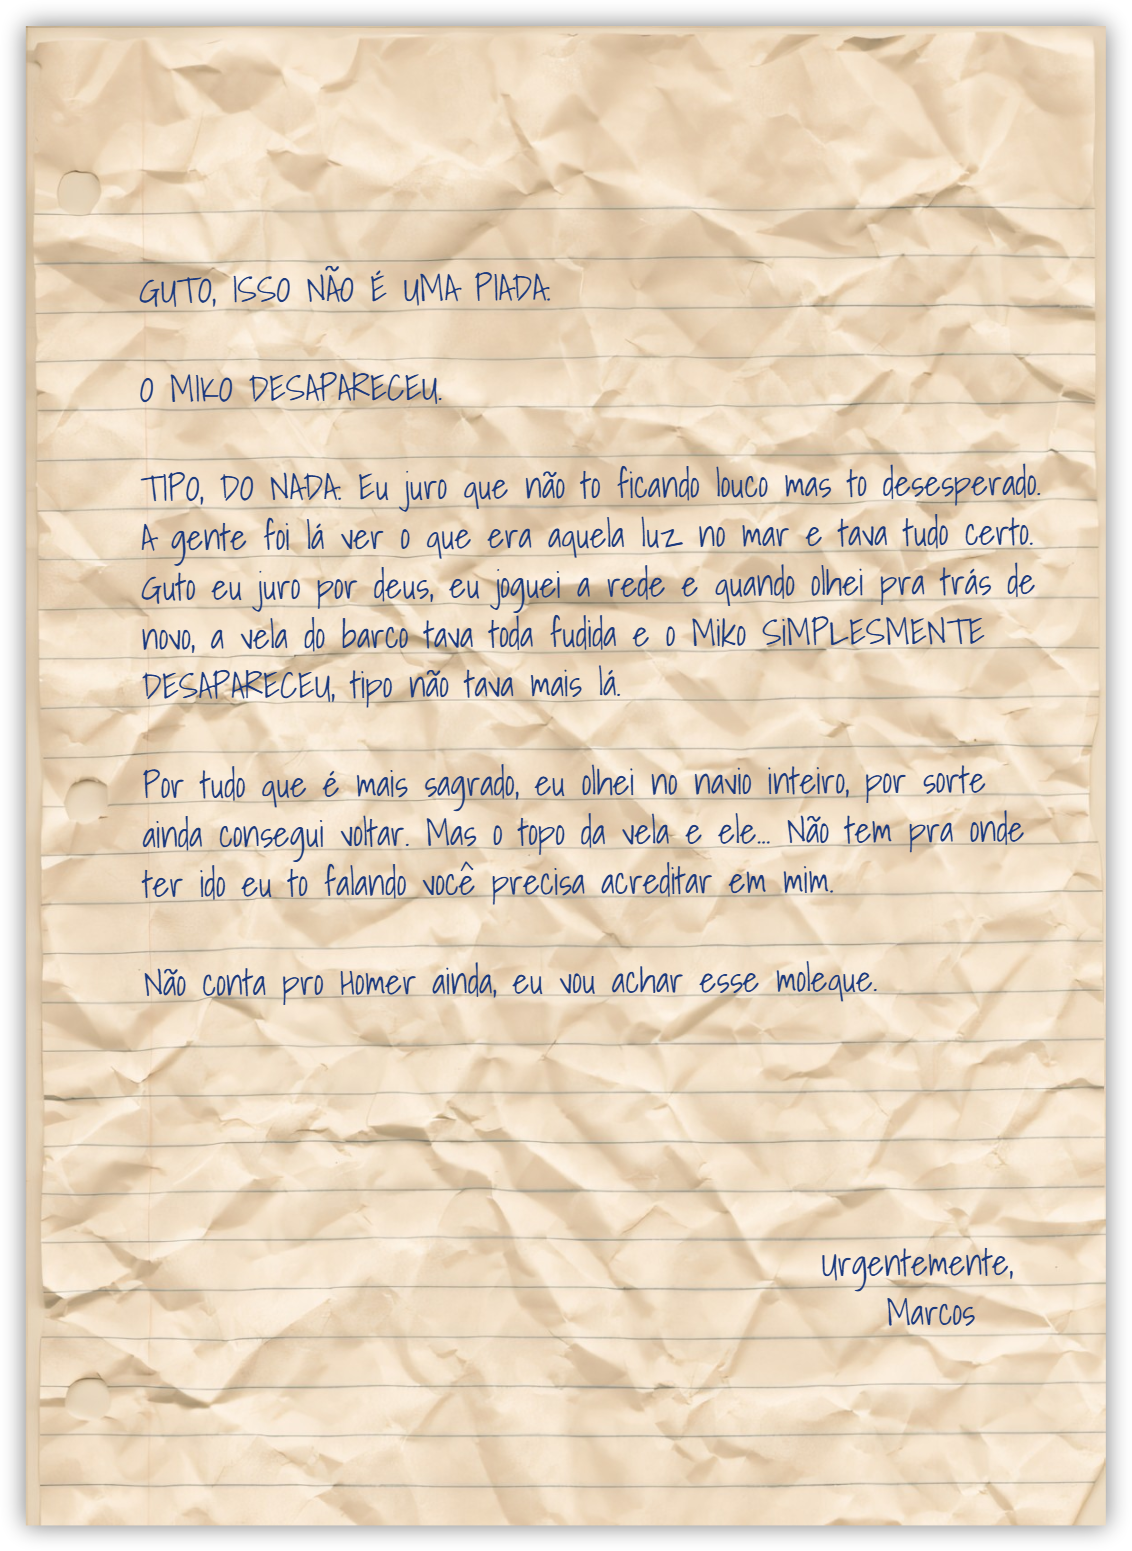 GUTO, ISSO NÃO É UMA PIADA.
O MIKO DESAPARECEU.
TIPO, DO NADA. Eu juro que não to ficando louco mas to desesperado.
A gente foi lá ver o que era aquela luz no mar e tava tudo certo.
Guto eu juro por deus, eu joguei a rede e quando olhei pra trás de
novo, a vela do barco tava toda fudida e o Miko SiMPLESMENTE
DESAPARECEU, tipo não tava mais lá.
Por tudo que é mais sagrado, eu olhei no navio inteiro, por sorte
ainda consegui voltar. Mas o topo da vela e ele... Não tem pra onde
ter ido eu to falando você precisa acreditar em mim.
Não conta pro Homer ainda, eu vou achar esse moleque.
Urgentemente,
Marcos